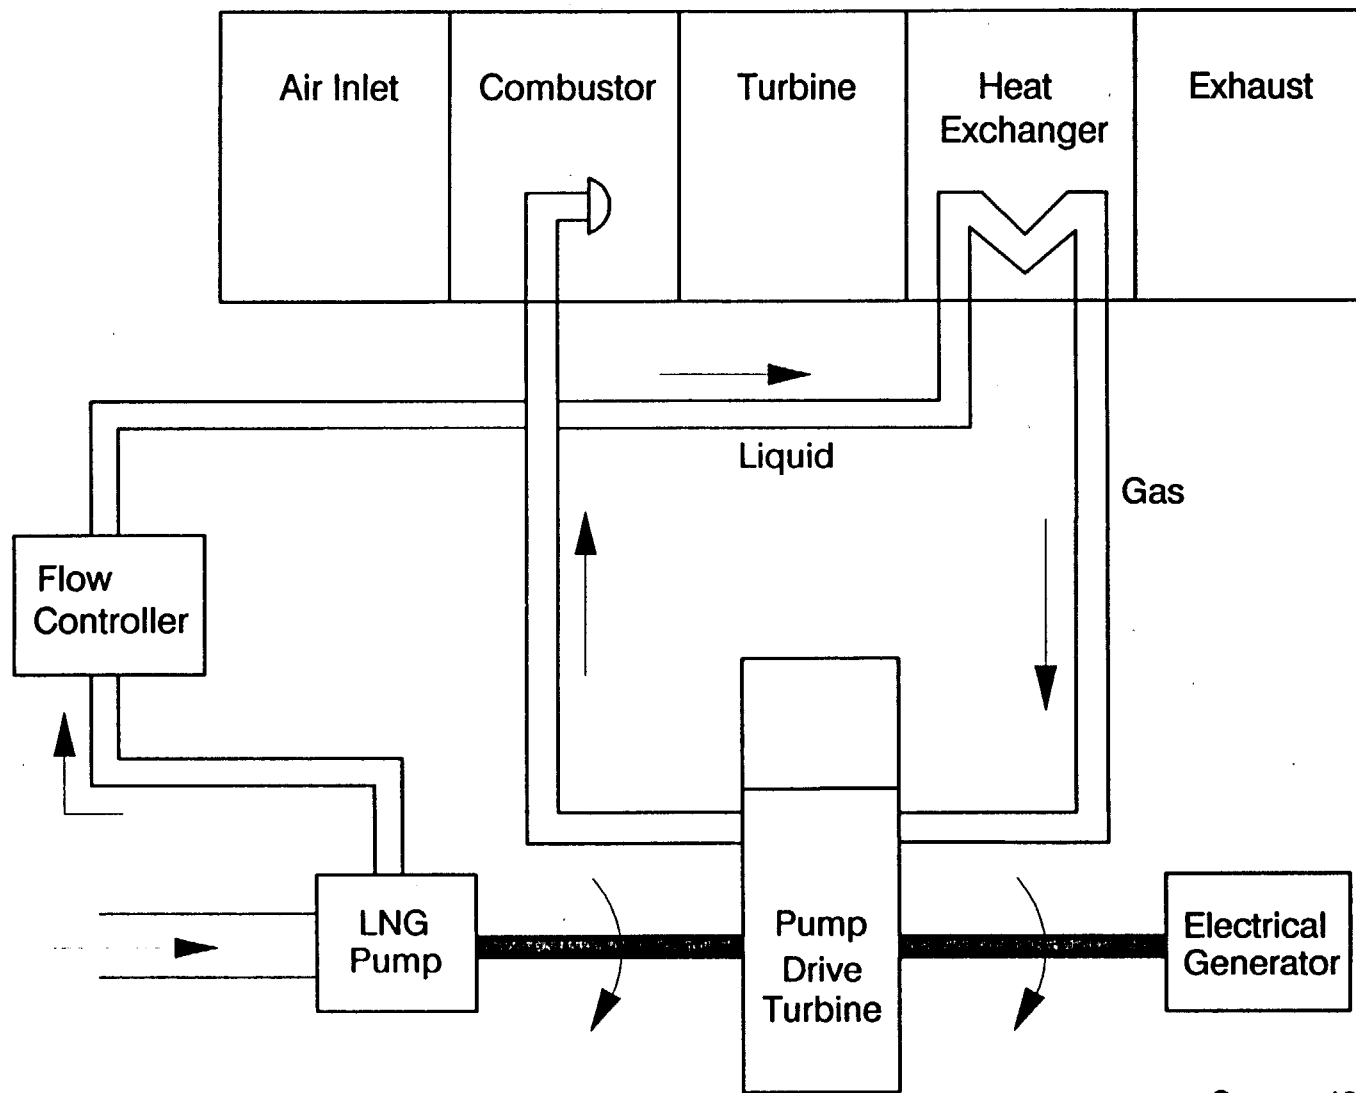 Air Inlet
Combustor
Turbine
Heat
Exchanger
Exhaust
Liquid
Gas
Flow
Controller
LNG
Pump
Pump
Drive
Turbine
Electrical
Generator